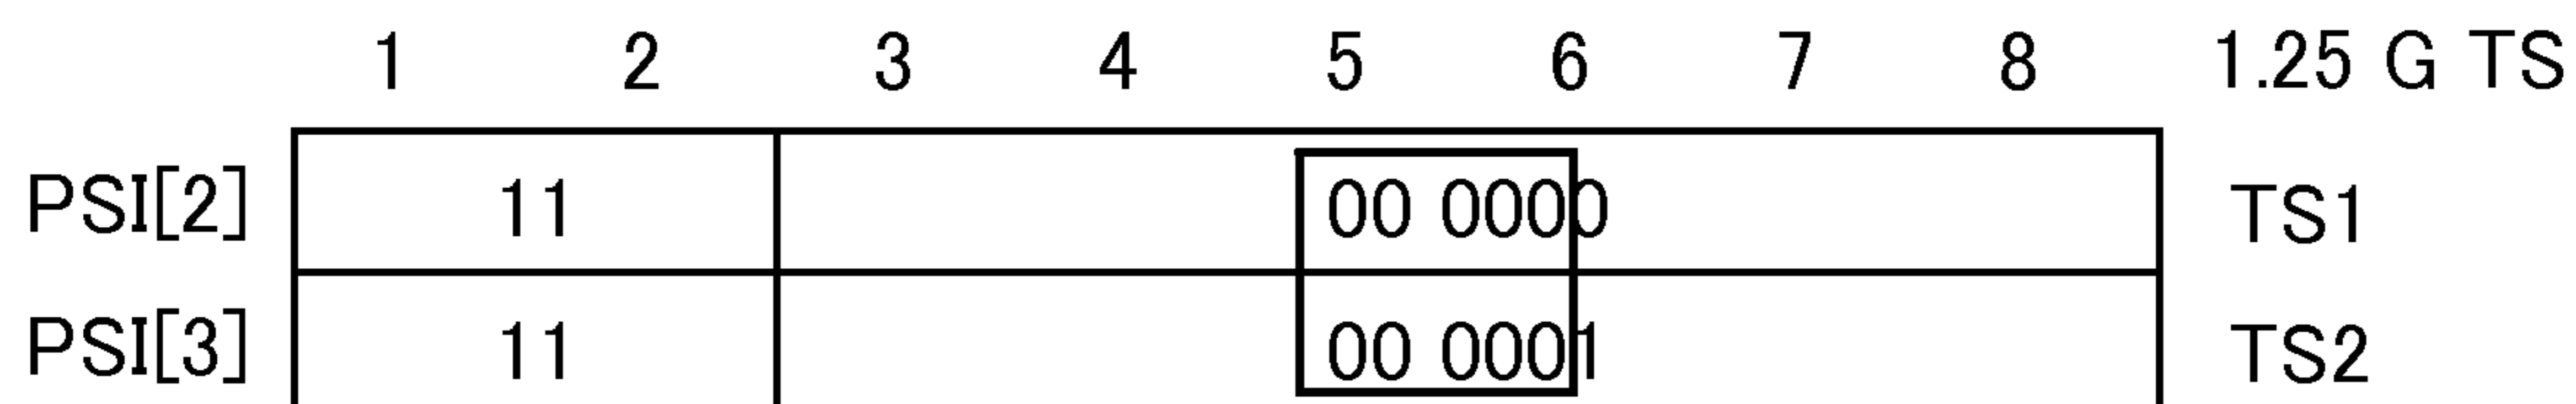 1 2 3 4 5 6 7 8 1.25 G TS
PSI[2] 11 00 0000 TS1
PSI[3] 11 00 0001 TS2